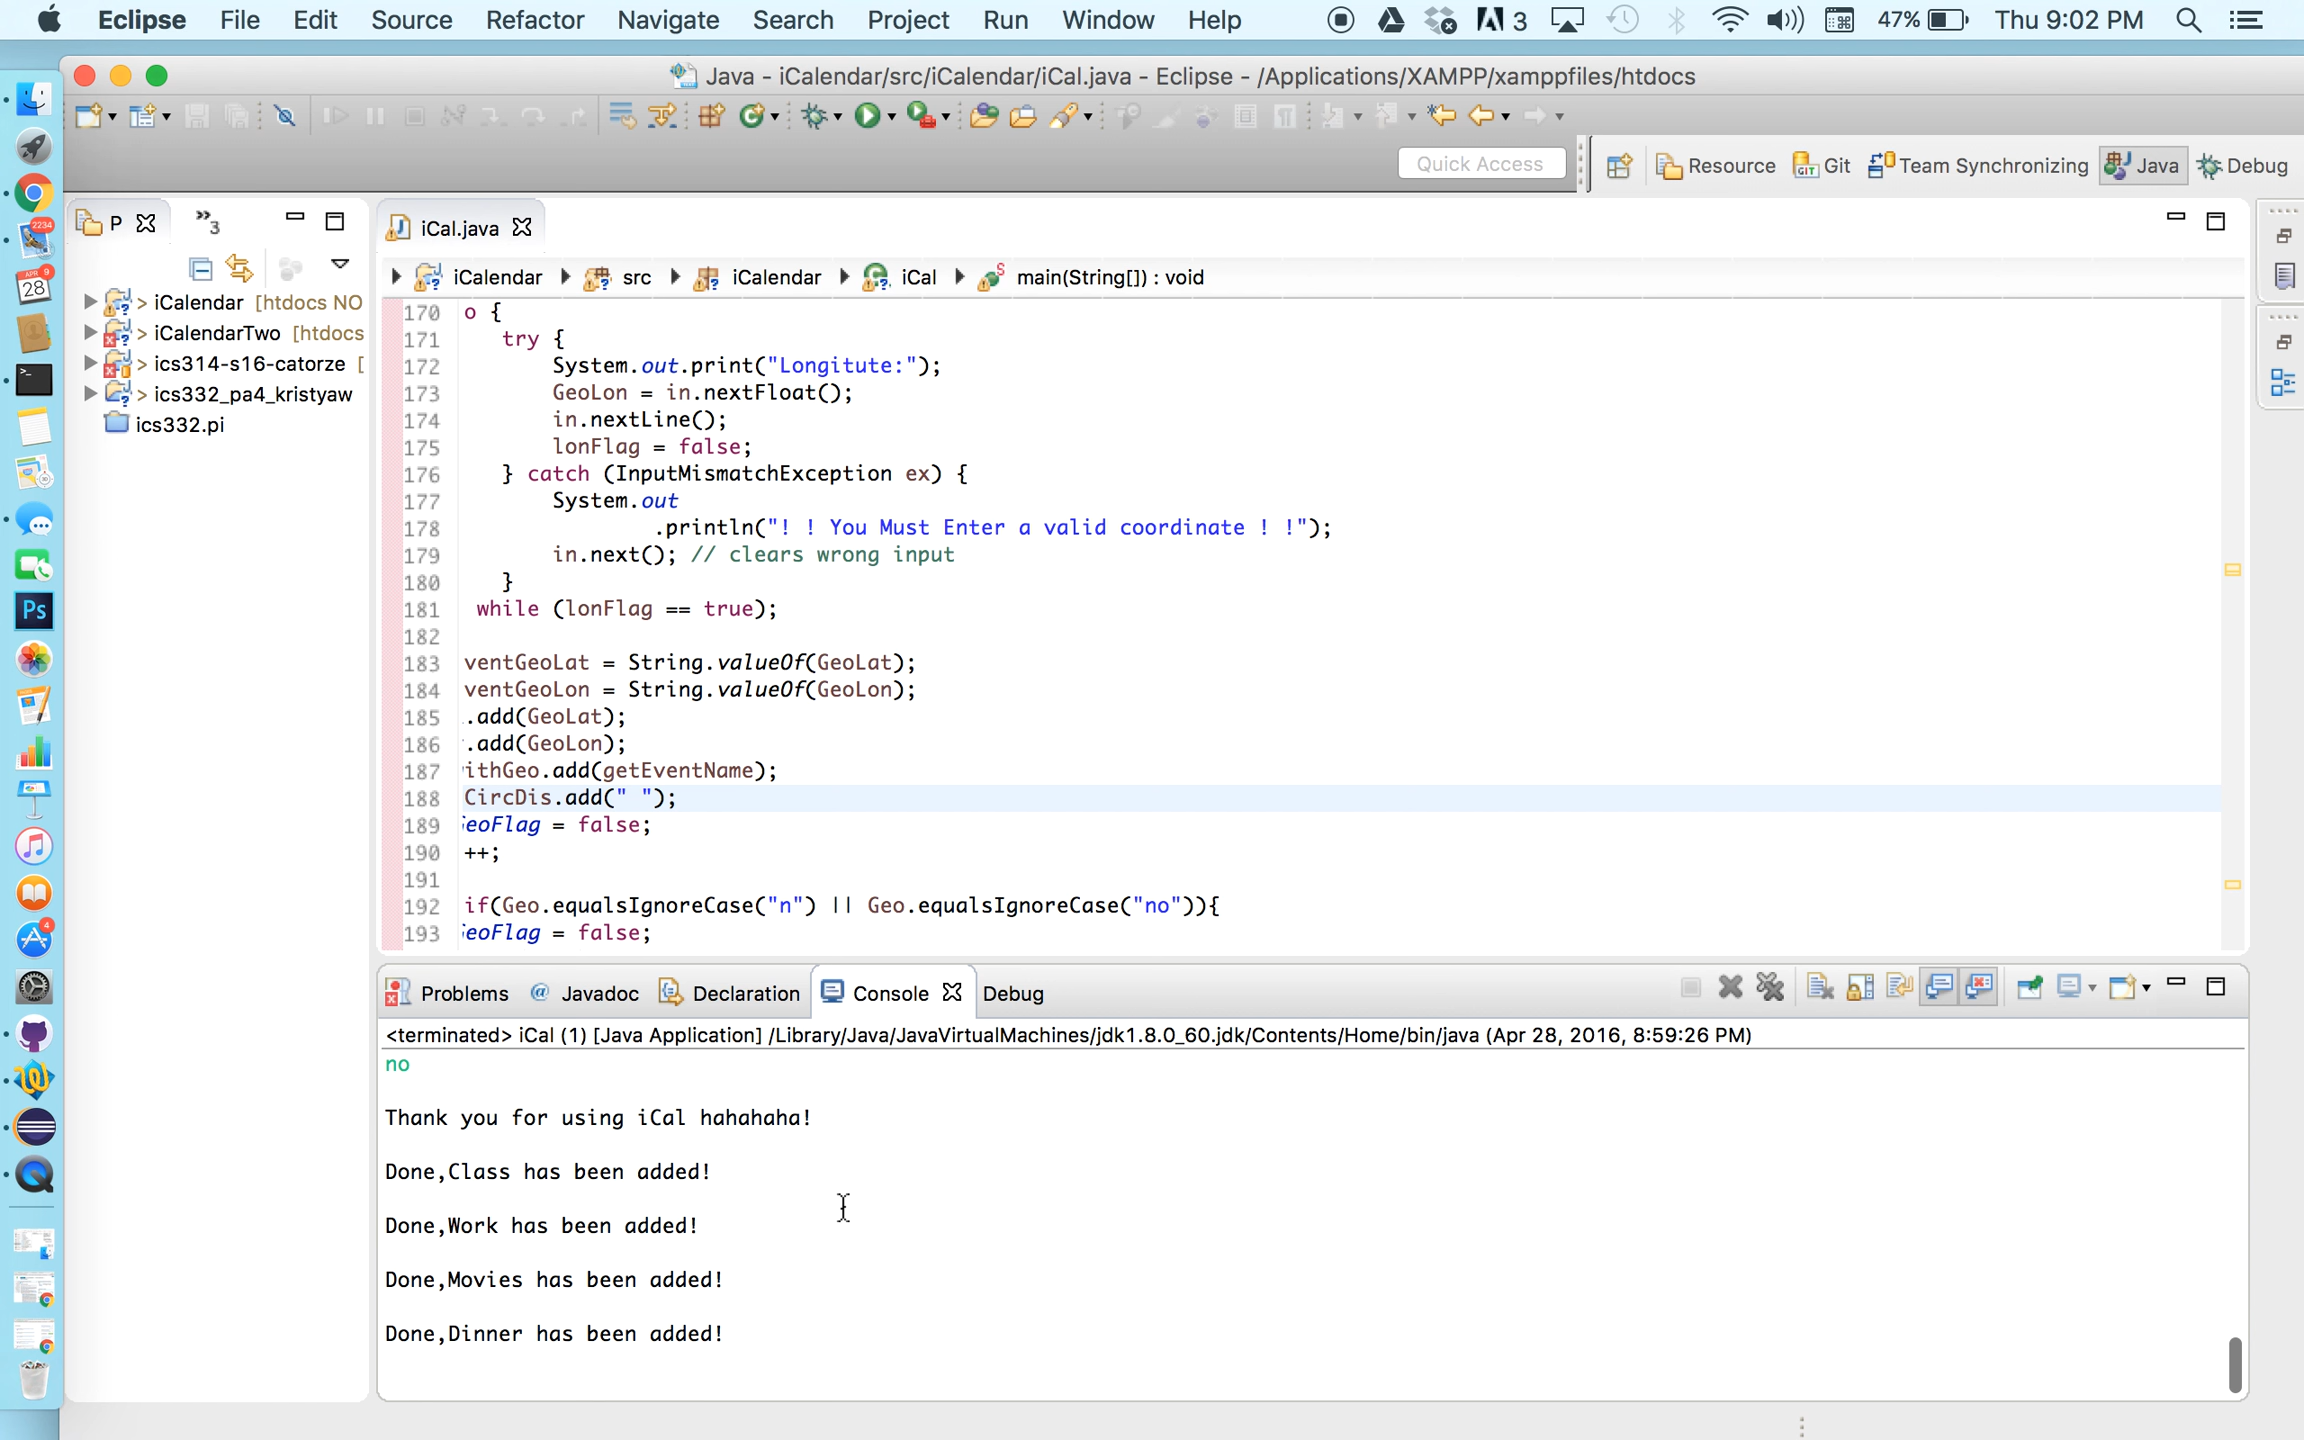 Eclipse File Edit Source Refactor Navigate Search Project Run Window Help 3 47% Thu 9:02 PM
Java - iCalendar/src/iCalendar/iCal.java - Eclipse - /Applications/XAMPP/xamppfiles/htdocs
Quick Access Resource Git Team Synchronizing Java Debug
P 3
iCal.java
iCalendar src iCalendar iCal main(String[]) : void
> iCalendar [htdocs NO
> iCalendarTwo [htdocs
> ics314-s16-catorze [
> ics332_pa4_kristyaw
ics332.pi
2234
APR 9
28
Ps
4
170 o {
171 try {
172 System.out.print("Longitute:");
173 GeoLon = in.nextFloat();
174 in.nextLine();
175 lonFlag = false;
176 } catch (InputMismatchException ex) {
177 System.out
178 .println("! ! You Must Enter a valid coordinate ! !");
179 in.next(); // clears wrong input
180 }
181 while (lonFlag == true);
182
183 ventGeoLat = String.valueOf(GeoLat);
184 ventGeoLon = String.valueOf(GeoLon);
185 .add(GeoLat);
186 .add(GeoLon);
187 ithGeo.add(getEventName);
188 CircDis.add(" ");
189 eoFlag = false;
190 ++;
191
192 if(Geo.equalsIgnoreCase("n") || Geo.equalsIgnoreCase("no")){
193 eoFlag = false;
Problems @ Javadoc Declaration Console Debug
<terminated> iCal (1) [Java Application] /Library/Java/JavaVirtualMachines/jdk1.8.0_60.jdk/Contents/Home/bin/java (Apr 28, 2016, 8:59:26 PM)
no
Thank you for using iCal hahahaha!
Done,Class has been added!
Done,Work has been added!
Done,Movies has been added!
Done,Dinner has been added!